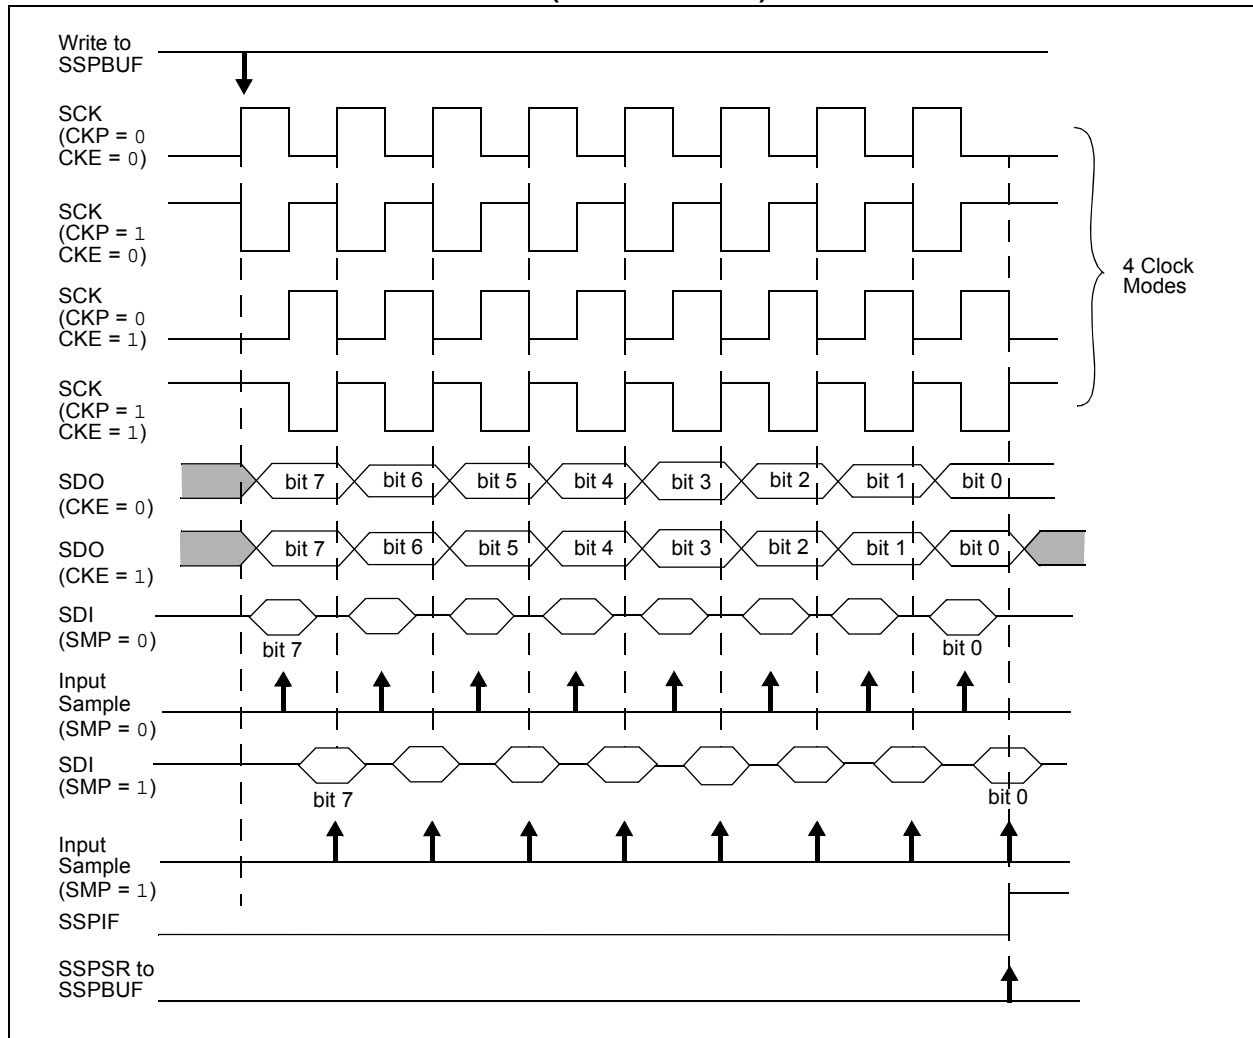 Write to
SSPBUF
SCK
(CKP = 0
CKE = 0)
SCK
(CKP = 1
CKE = 0)
SCK
(CKP = 0
CKE = 1)
SCK
(CKP = 1
CKE = 1)
4 Clock
Modes
SDO
(CKE = 0)
bit 7 bit 6 bit 5 bit 4 bit 3 bit 2 bit 1 bit 0
SDO
(CKE = 1)
bit 7 bit 6 bit 5 bit 4 bit 3 bit 2 bit 1 bit 0
SDI
(SMP = 0)
bit 7 bit 0
Input
Sample
(SMP = 0)
SDI
(SMP = 1)
bit 7 bit 0
Input
Sample
(SMP = 1)
SSPIF
SSPSR to
SSPBUF